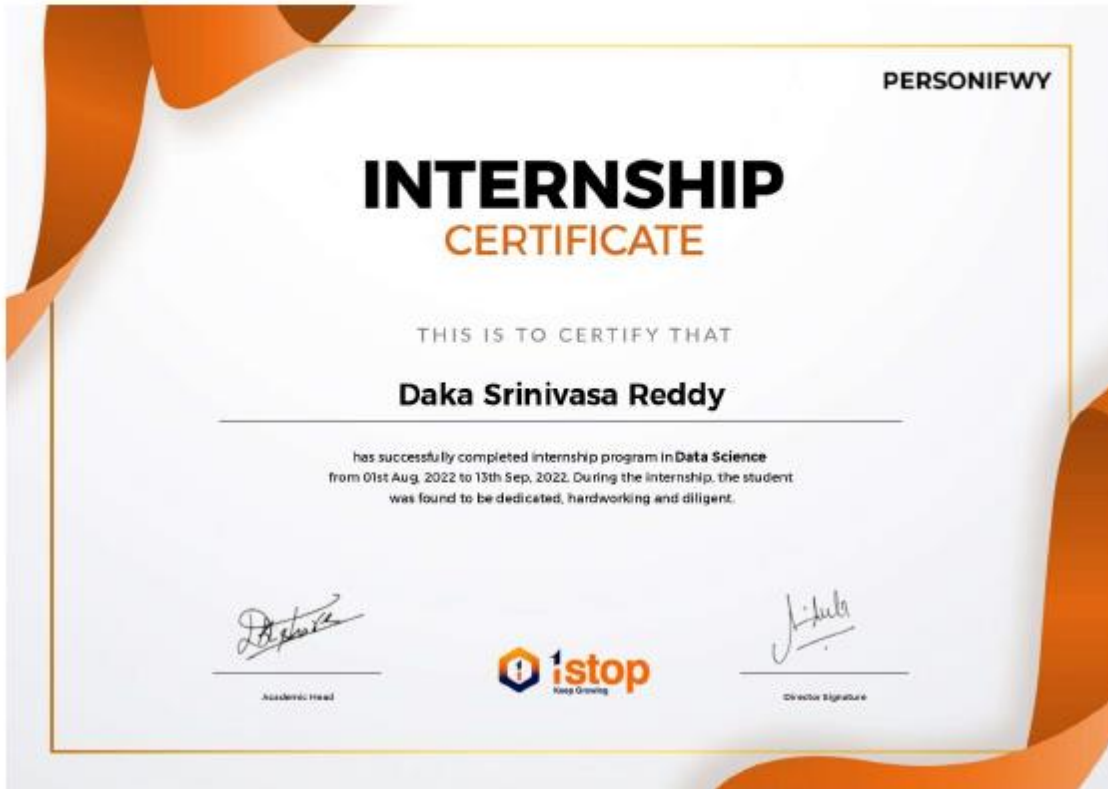 PERSONIFWY
INTERNSHIP
CERTIFICATE
THIS IS TO CERTIFY THAT
Daka Srinivasa Reddy
has successfully completed internship program in Data Science
from 01st Aug, 2022 to 13th Sep, 2022. During the internship, the student
was found to be dedicated, hardworking and diligent.
1stop
Keep Growing
Academic Head
Director Signature